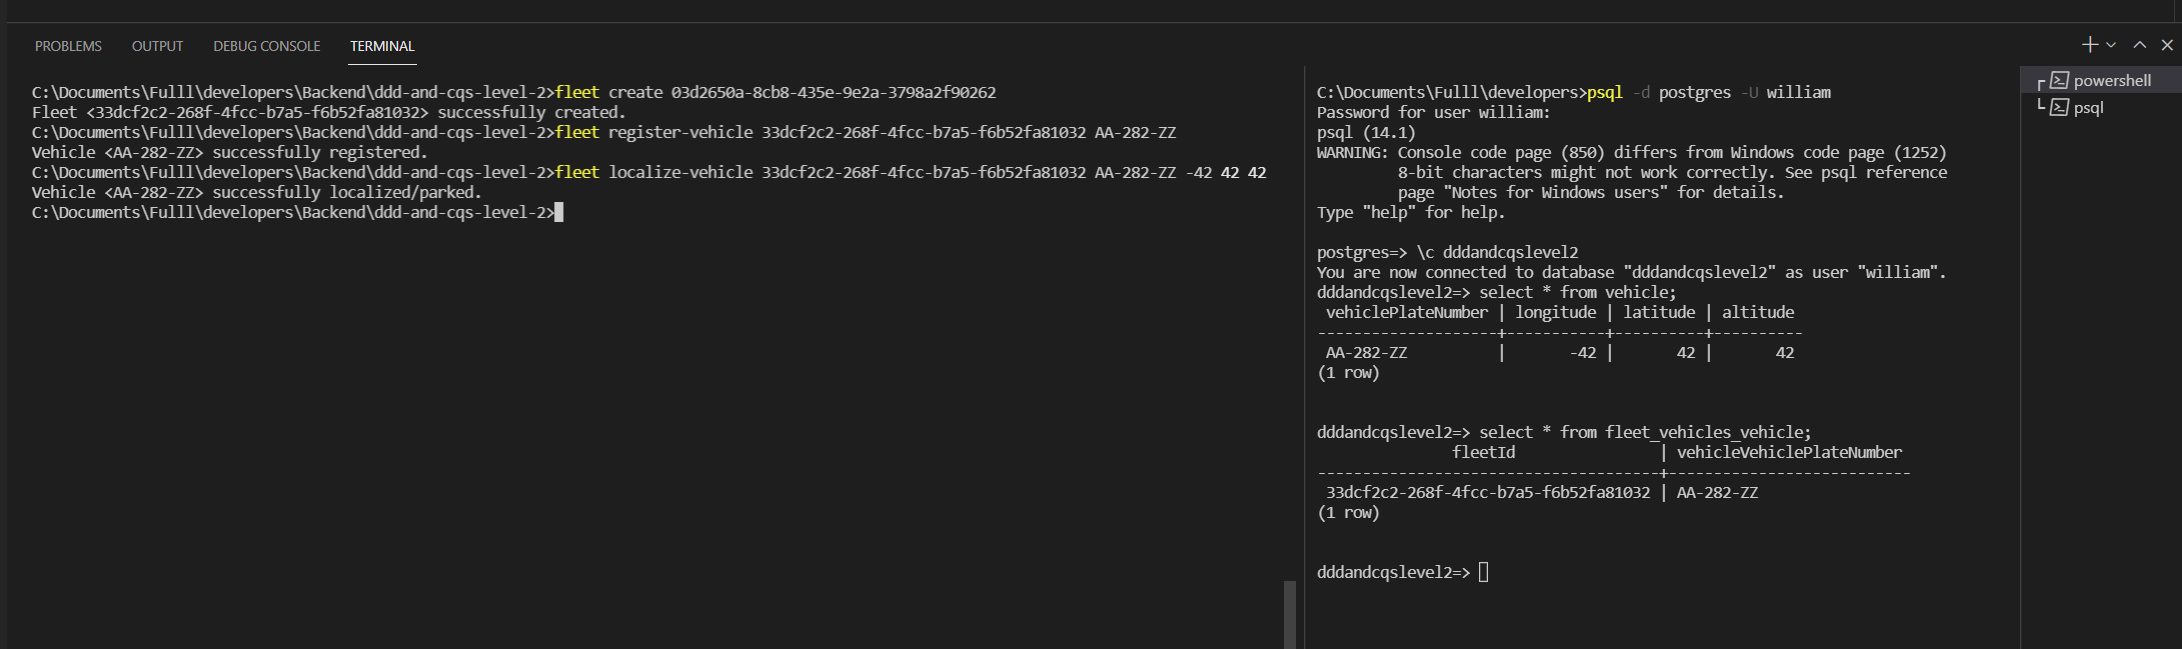 PROBLEMS OUTPUT DEBUG CONSOLE TERMINAL
C:\Documents\Fulll\developers\Backend\ddd-and-cqs-level-2>fleet create 03d2650a-8cb8-435e-9e2a-3798a2f90262
Fleet <33dcf2c2-268f-4fcc-b7a5-f6b52fa81032> successfully created.
C:\Documents\Fulll\developers\Backend\ddd-and-cqs-level-2>fleet register-vehicle 33dcf2c2-268f-4fcc-b7a5-f6b52fa81032 AA-282-ZZ
Vehicle <AA-282-ZZ> successfully registered.
C:\Documents\Fulll\developers\Backend\ddd-and-cqs-level-2>fleet localize-vehicle 33dcf2c2-268f-4fcc-b7a5-f6b52fa81032 AA-282-ZZ -42 42 42
Vehicle <AA-282-ZZ> successfully localized/parked.
C:\Documents\Fulll\developers\Backend\ddd-and-cqs-level-2>
C:\Documents\Fulll\developers>psql -d postgres -U william
Password for user william:
psql (14.1)
WARNING: Console code page (850) differs from Windows code page (1252)
         8-bit characters might not work correctly. See psql reference
         page "Notes for Windows users" for details.
Type "help" for help.
postgres=> \c dddandcqslevel2
You are now connected to database "dddandcqslevel2" as user "william".
dddandcqslevel2=> select * from vehicle;
 vehiclePlateNumber | longitude | latitude | altitude
--------------------+-----------+----------+----------
 AA-282-ZZ          |       -42 |       42 |       42
(1 row)
dddandcqslevel2=> select * from fleet_vehicles_vehicle;
               fleetId                | vehicleVehiclePlateNumber
--------------------------------------+---------------------------
 33dcf2c2-268f-4fcc-b7a5-f6b52fa81032 | AA-282-ZZ
(1 row)
dddandcqslevel2=>
powershell
psql